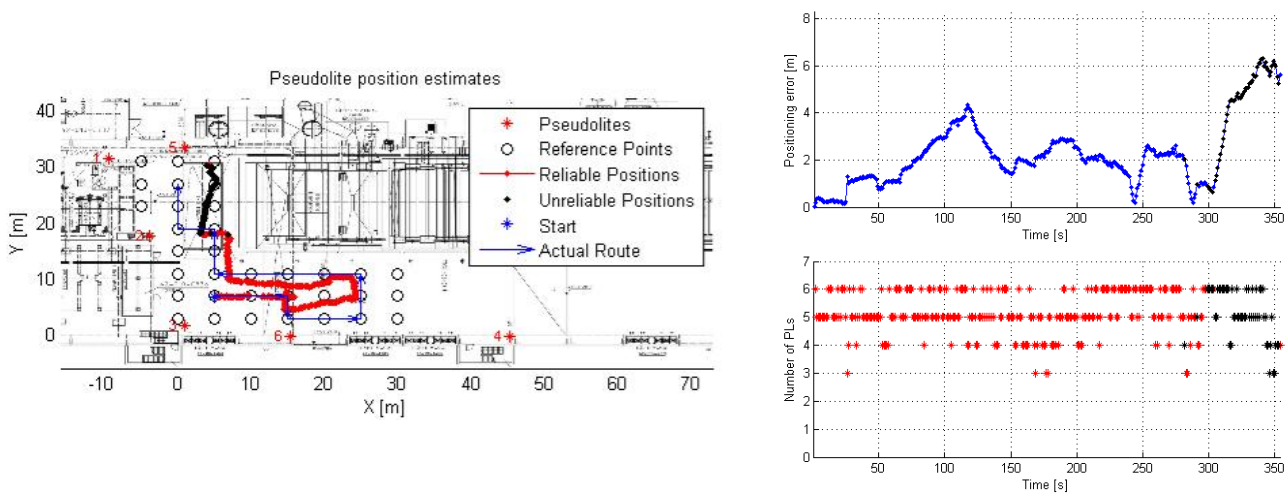 Pseudolite position estimates
Y [m]
40
30
20
10
0
1
5
2
3
6
4
Pseudolites
Reference Points
Reliable Positions
Unreliable Positions
Start
Actual Route
-10 0 10 20 30 40 50 60 70
X [m]
Positioning error [m]
8
6
4
2
0
50 100 150 200 250 300 350
Time [s]
Number of PLs
7
6
5
4
3
2
1
0
50 100 150 200 250 300 350
Time [s]